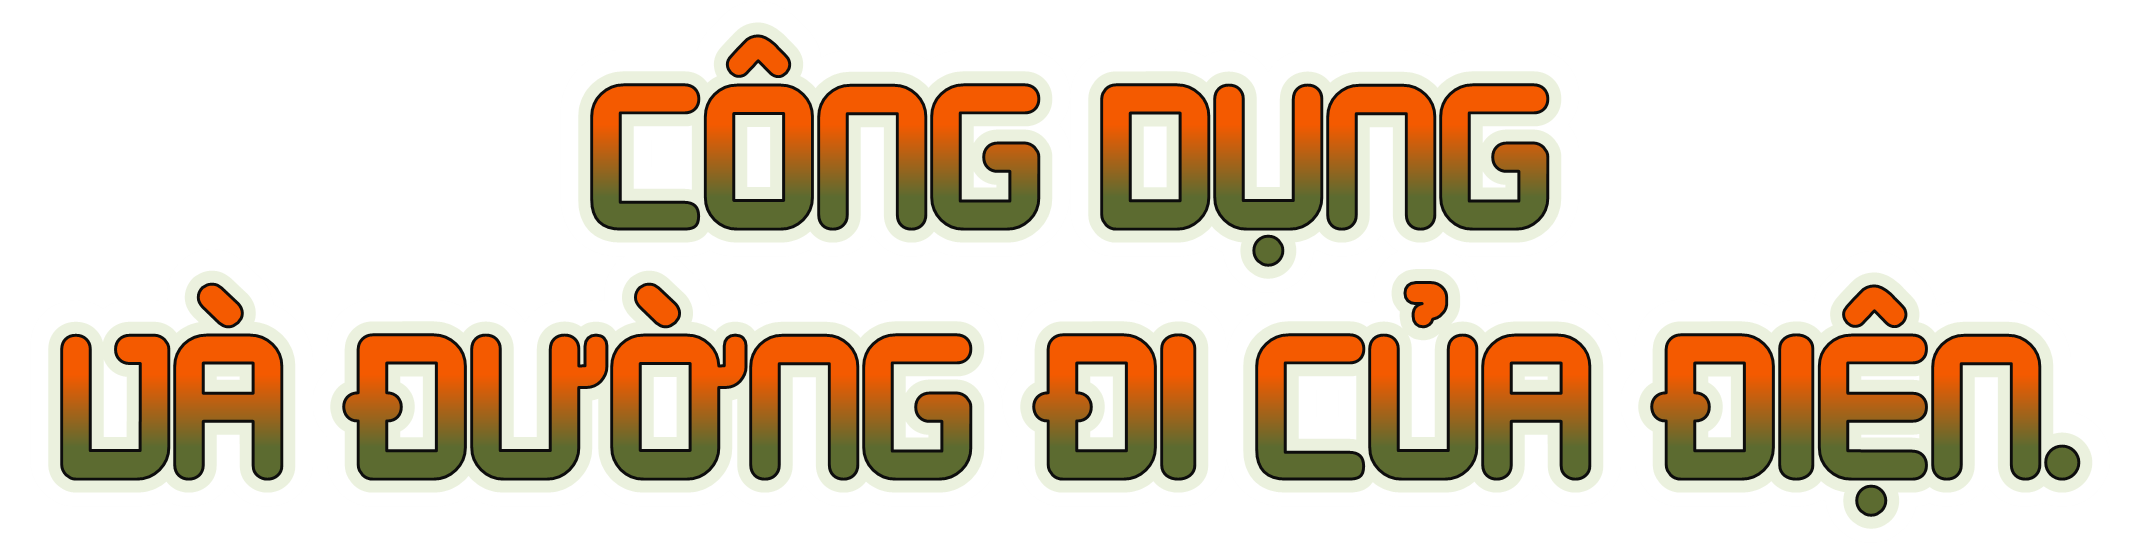 CÔNG DỤNG
VÀ ĐƯỜNG ĐI CỦA ĐIỆN.